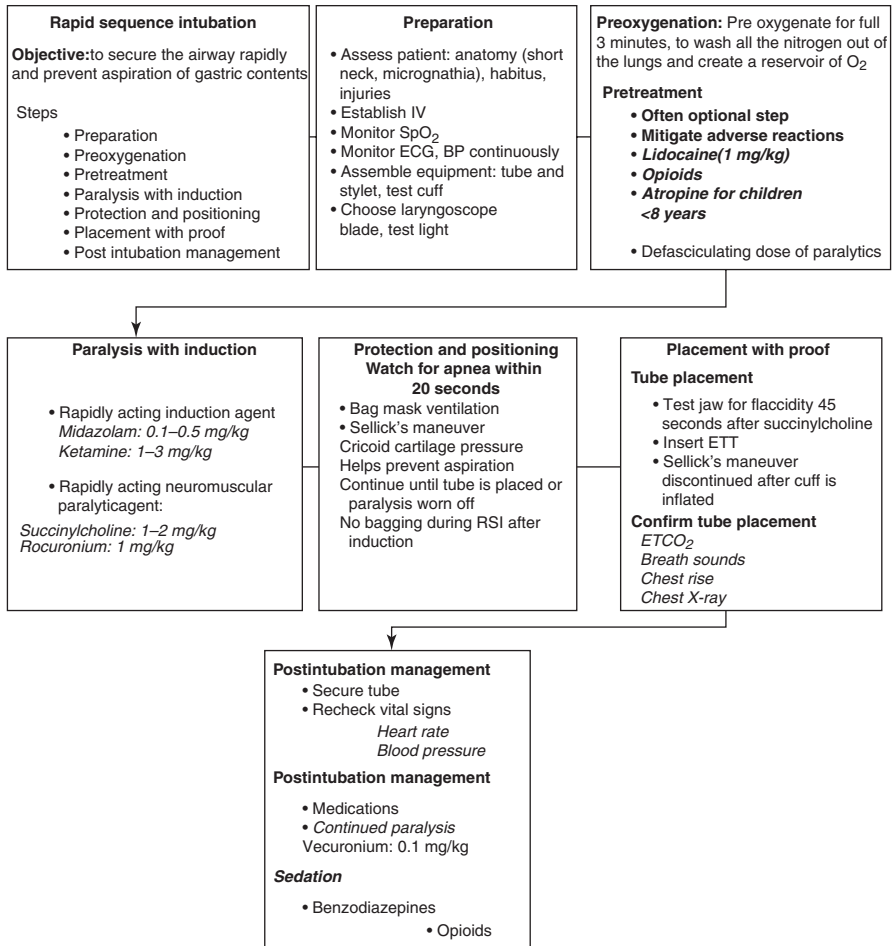 Rapid sequence intubation
Objective:to secure the airway rapidly
and prevent aspiration of gastric contents
Steps
• Preparation
• Preoxygenation
• Pretreatment
• Paralysis with induction
• Protection and positioning
• Placement with proof
• Post intubation management
Preparation
• Assess patient: anatomy (short
neck, micrognathia), habitus,
injuries
• Establish IV
• Monitor SpO2
• Monitor ECG, BP continuously
• Assemble equipment: tube and
stylet, test cuff
• Choose laryngoscope
blade, test light
Preoxygenation: Pre oxygenate for full
3 minutes, to wash all the nitrogen out of
the lungs and create a reservoir of O2
Pretreatment
• Often optional step
• Mitigate adverse reactions
• Lidocaine(1 mg/kg)
• Opioids
• Atropine for children
<8 years
• Defasciculating dose of paralytics
Paralysis with induction
• Rapidly acting induction agent
Midazolam: 0.1–0.5 mg/kg
Ketamine: 1–3 mg/kg
• Rapidly acting neuromuscular
paralyticagent:
Succinylcholine: 1–2 mg/kg
Rocuronium: 1 mg/kg
Protection and positioning
Watch for apnea within
20 seconds
• Bag mask ventilation
• Sellick's maneuver
Cricoid cartilage pressure
Helps prevent aspiration
Continue until tube is placed or
paralysis worn off
No bagging during RSI after
induction
Placement with proof
Tube placement
• Test jaw for flaccidity 45
seconds after succinylcholine
• Insert ETT
• Sellick's maneuver
discontinued after cuff is
inflated
Confirm tube placement
ETCO2
Breath sounds
Chest rise
Chest X-ray
Postintubation management
• Secure tube
• Recheck vital signs
Heart rate
Blood pressure
Postintubation management
• Medications
• Continued paralysis
Vecuronium: 0.1 mg/kg
Sedation
• Benzodiazepines
• Opioids